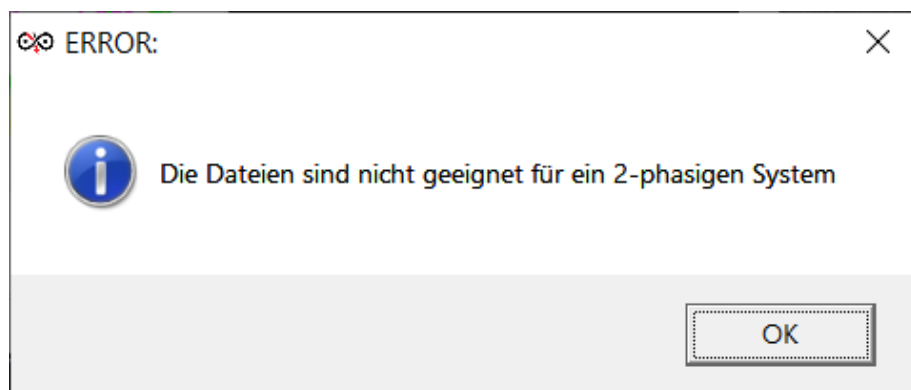 ERROR:
Die Dateien sind nicht geeignet für ein 2-phasigen System
OK